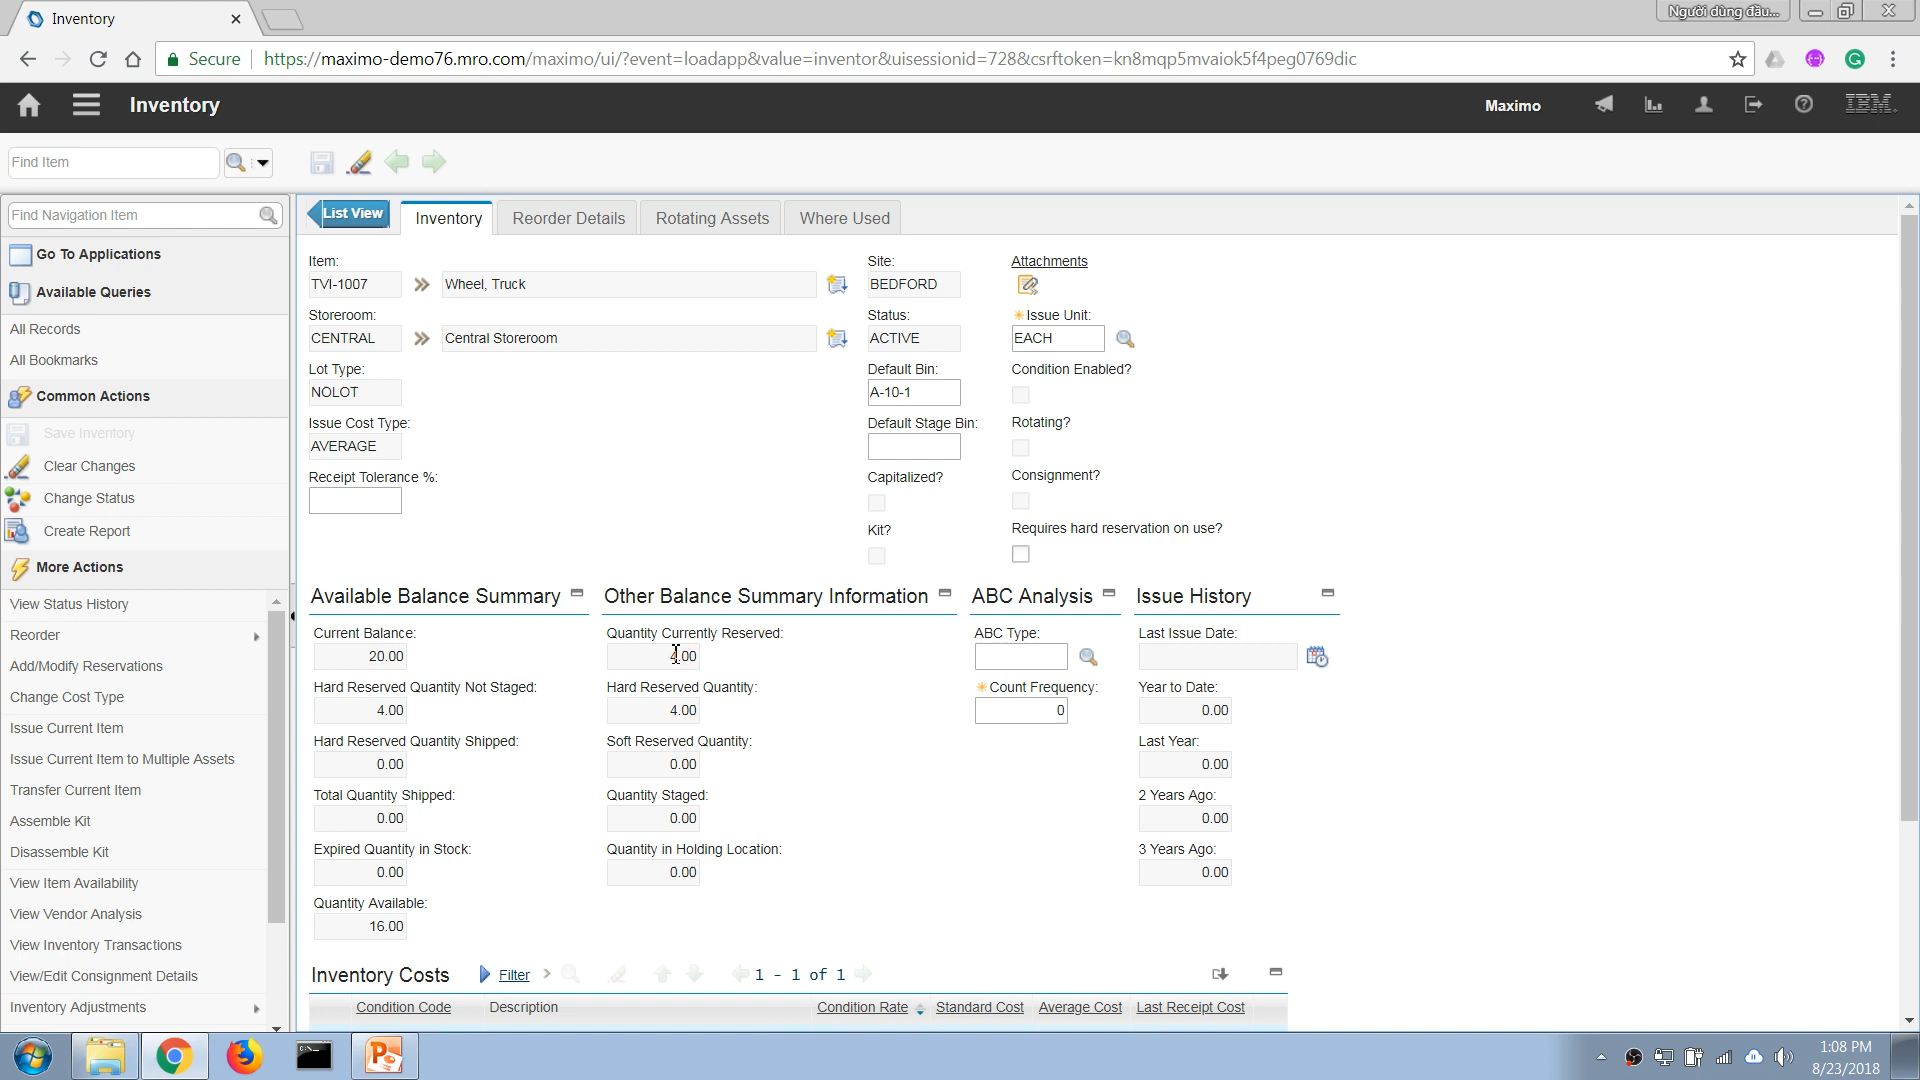 Inventory
Người dùng đầu...
Secure
https://maximo-demo76.mro.com/maximo/ui/?event=loadapp&value=inventor&uisessionid=728&csrftoken=kn8mqp5mvaiok5f4peg0769dic
Inventory
Maximo
IBM.
Find Item
Find Navigation Item
Go To Applications
Available Queries
All Records
All Bookmarks
Common Actions
Save Inventory
Clear Changes
Change Status
Create Report
More Actions
View Status History
Reorder
Add/Modify Reservations
Change Cost Type
Issue Current Item
Issue Current Item to Multiple Assets
Transfer Current Item
Assemble Kit
Disassemble Kit
View Item Availability
View Vendor Analysis
View Inventory Transactions
View/Edit Consignment Details
Inventory Adjustments
List View
Inventory
Reorder Details
Rotating Assets
Where Used
Item:
TVI-1007
Wheel, Truck
Storeroom:
CENTRAL
Central Storeroom
Lot Type:
NOLOT
Issue Cost Type:
AVERAGE
Receipt Tolerance %:
Site:
BEDFORD
Status:
ACTIVE
Default Bin:
A-10-1
Default Stage Bin:
Capitalized?
Kit?
Attachments
Issue Unit:
EACH
Condition Enabled?
Rotating?
Consignment?
Requires hard reservation on use?
Available Balance Summary
Current Balance:
20.00
Hard Reserved Quantity Not Staged:
4.00
Hard Reserved Quantity Shipped:
0.00
Total Quantity Shipped:
0.00
Expired Quantity in Stock:
0.00
Quantity Available:
16.00
Other Balance Summary Information
Quantity Currently Reserved:
4.00
Hard Reserved Quantity:
4.00
Soft Reserved Quantity:
0.00
Quantity Staged:
0.00
Quantity in Holding Location:
0.00
ABC Analysis
ABC Type:
Count Frequency:
0
Issue History
Last Issue Date:
Year to Date:
0.00
Last Year:
0.00
2 Years Ago:
0.00
3 Years Ago:
0.00
Inventory Costs
Filter
1 - 1 of 1
Condition Code
Description
Condition Rate
Standard Cost
Average Cost
Last Receipt Cost
1:08 PM
8/23/2018